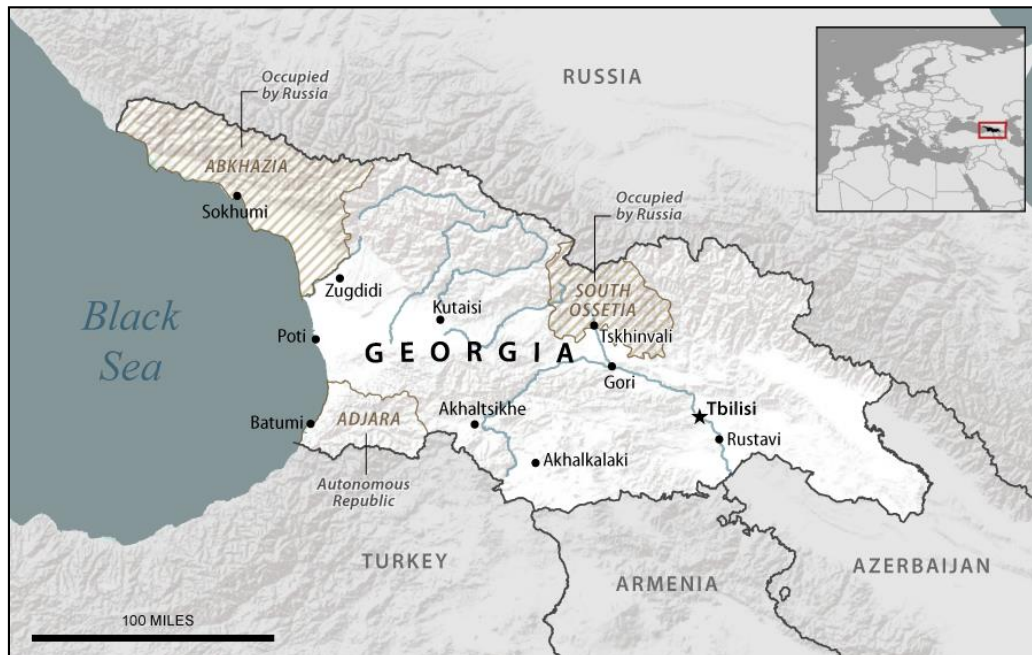 RUSSIA
Occupied
by Russia
ABKHAZIA
Sokhumi
Occupied
by Russia
Zugdidi
SOUTH
OSSETIA
Black
Sea
Kutaisi
Poti
Tskhinvali
GEORGIA
Gori
Batumi
ADJARA
Akhaltsikhe
Tbilisi
Rustavi
Akhalkalaki
Autonomous
Republic
TURKEY
ARMENIA
AZERBAIJAN
100 MILES